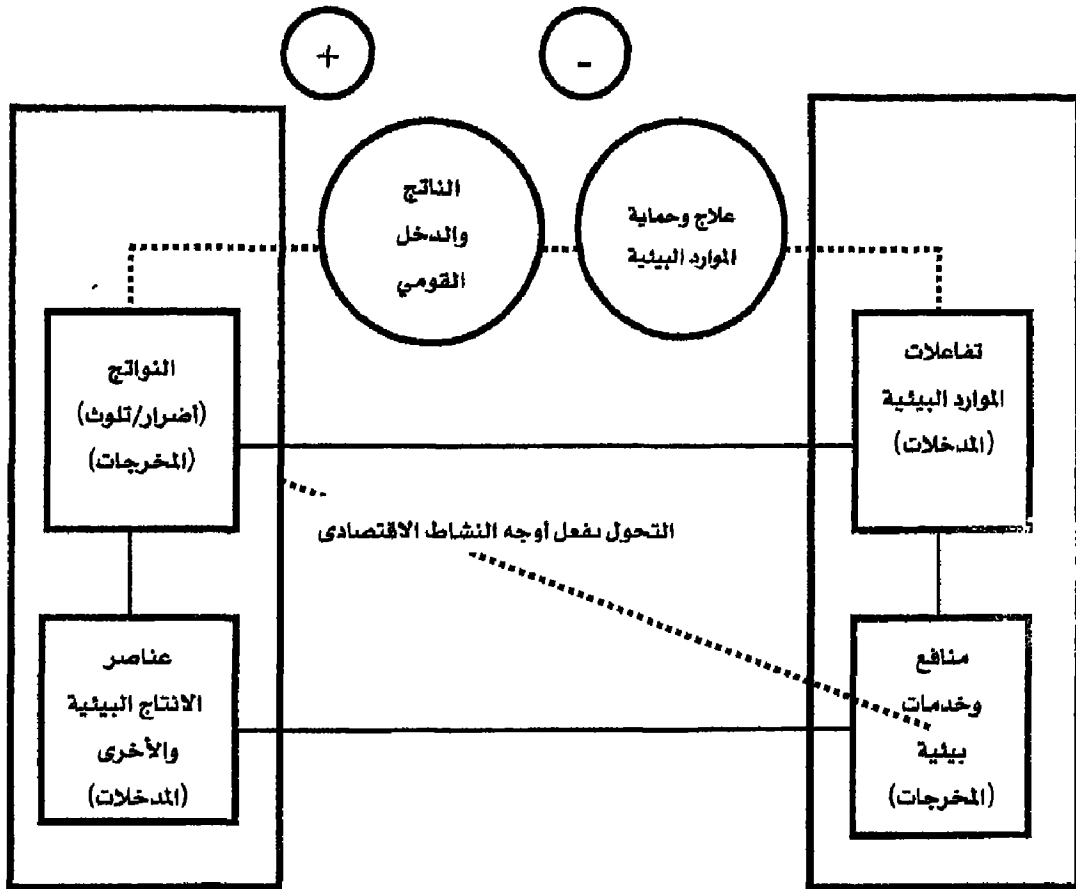 +
-
الناتج
والدخل
القومي
علاج وحماية
الموارد البيئية
تفاعلات
الموارد البيئية
(المدخلات)
النواتج
(أضرار/تلوث)
(المخرجات)
التحول بفعل أوجه النشاط الاقتصادى
منافع
وخدمات
بيئية
(المخرجات)
عناصر
الانتاج البيئية
والأخرى
(المدخلات)